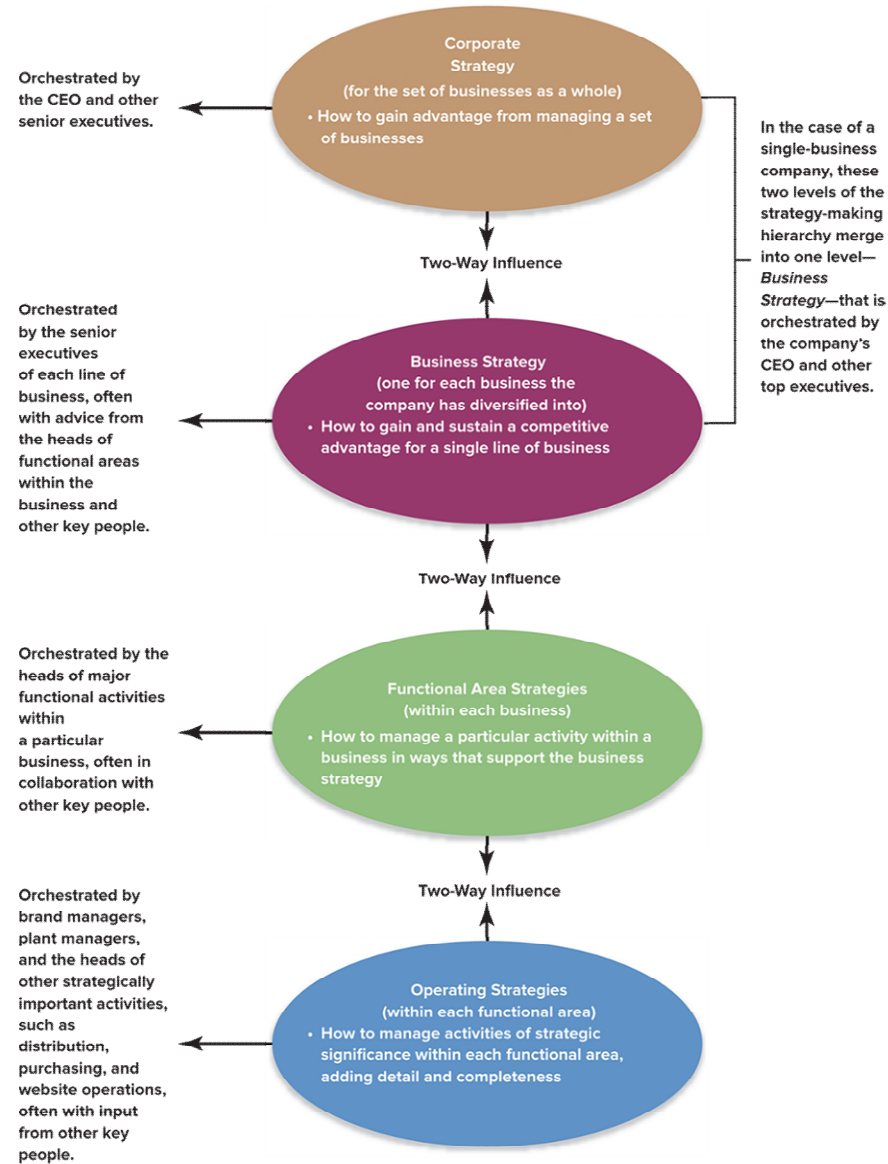 Corporate
Strategy
(for the set of businesses as a whole)
• How to gain advantage from managing a set
of businesses
Orchestrated by
the CEO and other
senior executives.
In the case of a
single-business
company, these
two levels of the
strategy-making
hierarchy merge
into one level—
Business
Strategy—that is
orchestrated by
the company's
CEO and other
top executives.
Two-Way Influence
Orchestrated
by the senior
executives
of each line of
business, often
with advice from
the heads of
functional areas
within the
business and
other key people.
Business Strategy
(one for each business the
company has diversified into)
• How to gain and sustain a competitive
advantage for a single line of business
Two-Way Influence
Orchestrated by the
heads of major
functional activities
within
a particular
business, often in
collaboration with
other key people.
Functional Area Strategies
(within each business)
• How to manage a particular activity within a
business in ways that support the business
strategy
Two-Way Influence
Orchestrated by
brand managers,
plant managers,
and the heads of
other strategically
important activities,
such as
distribution,
purchasing, and
website operations,
often with input
from other key
people.
Operating Strategies
(within each functional area)
• How to manage activities of strategic
significance within each functional area,
adding detail and completeness